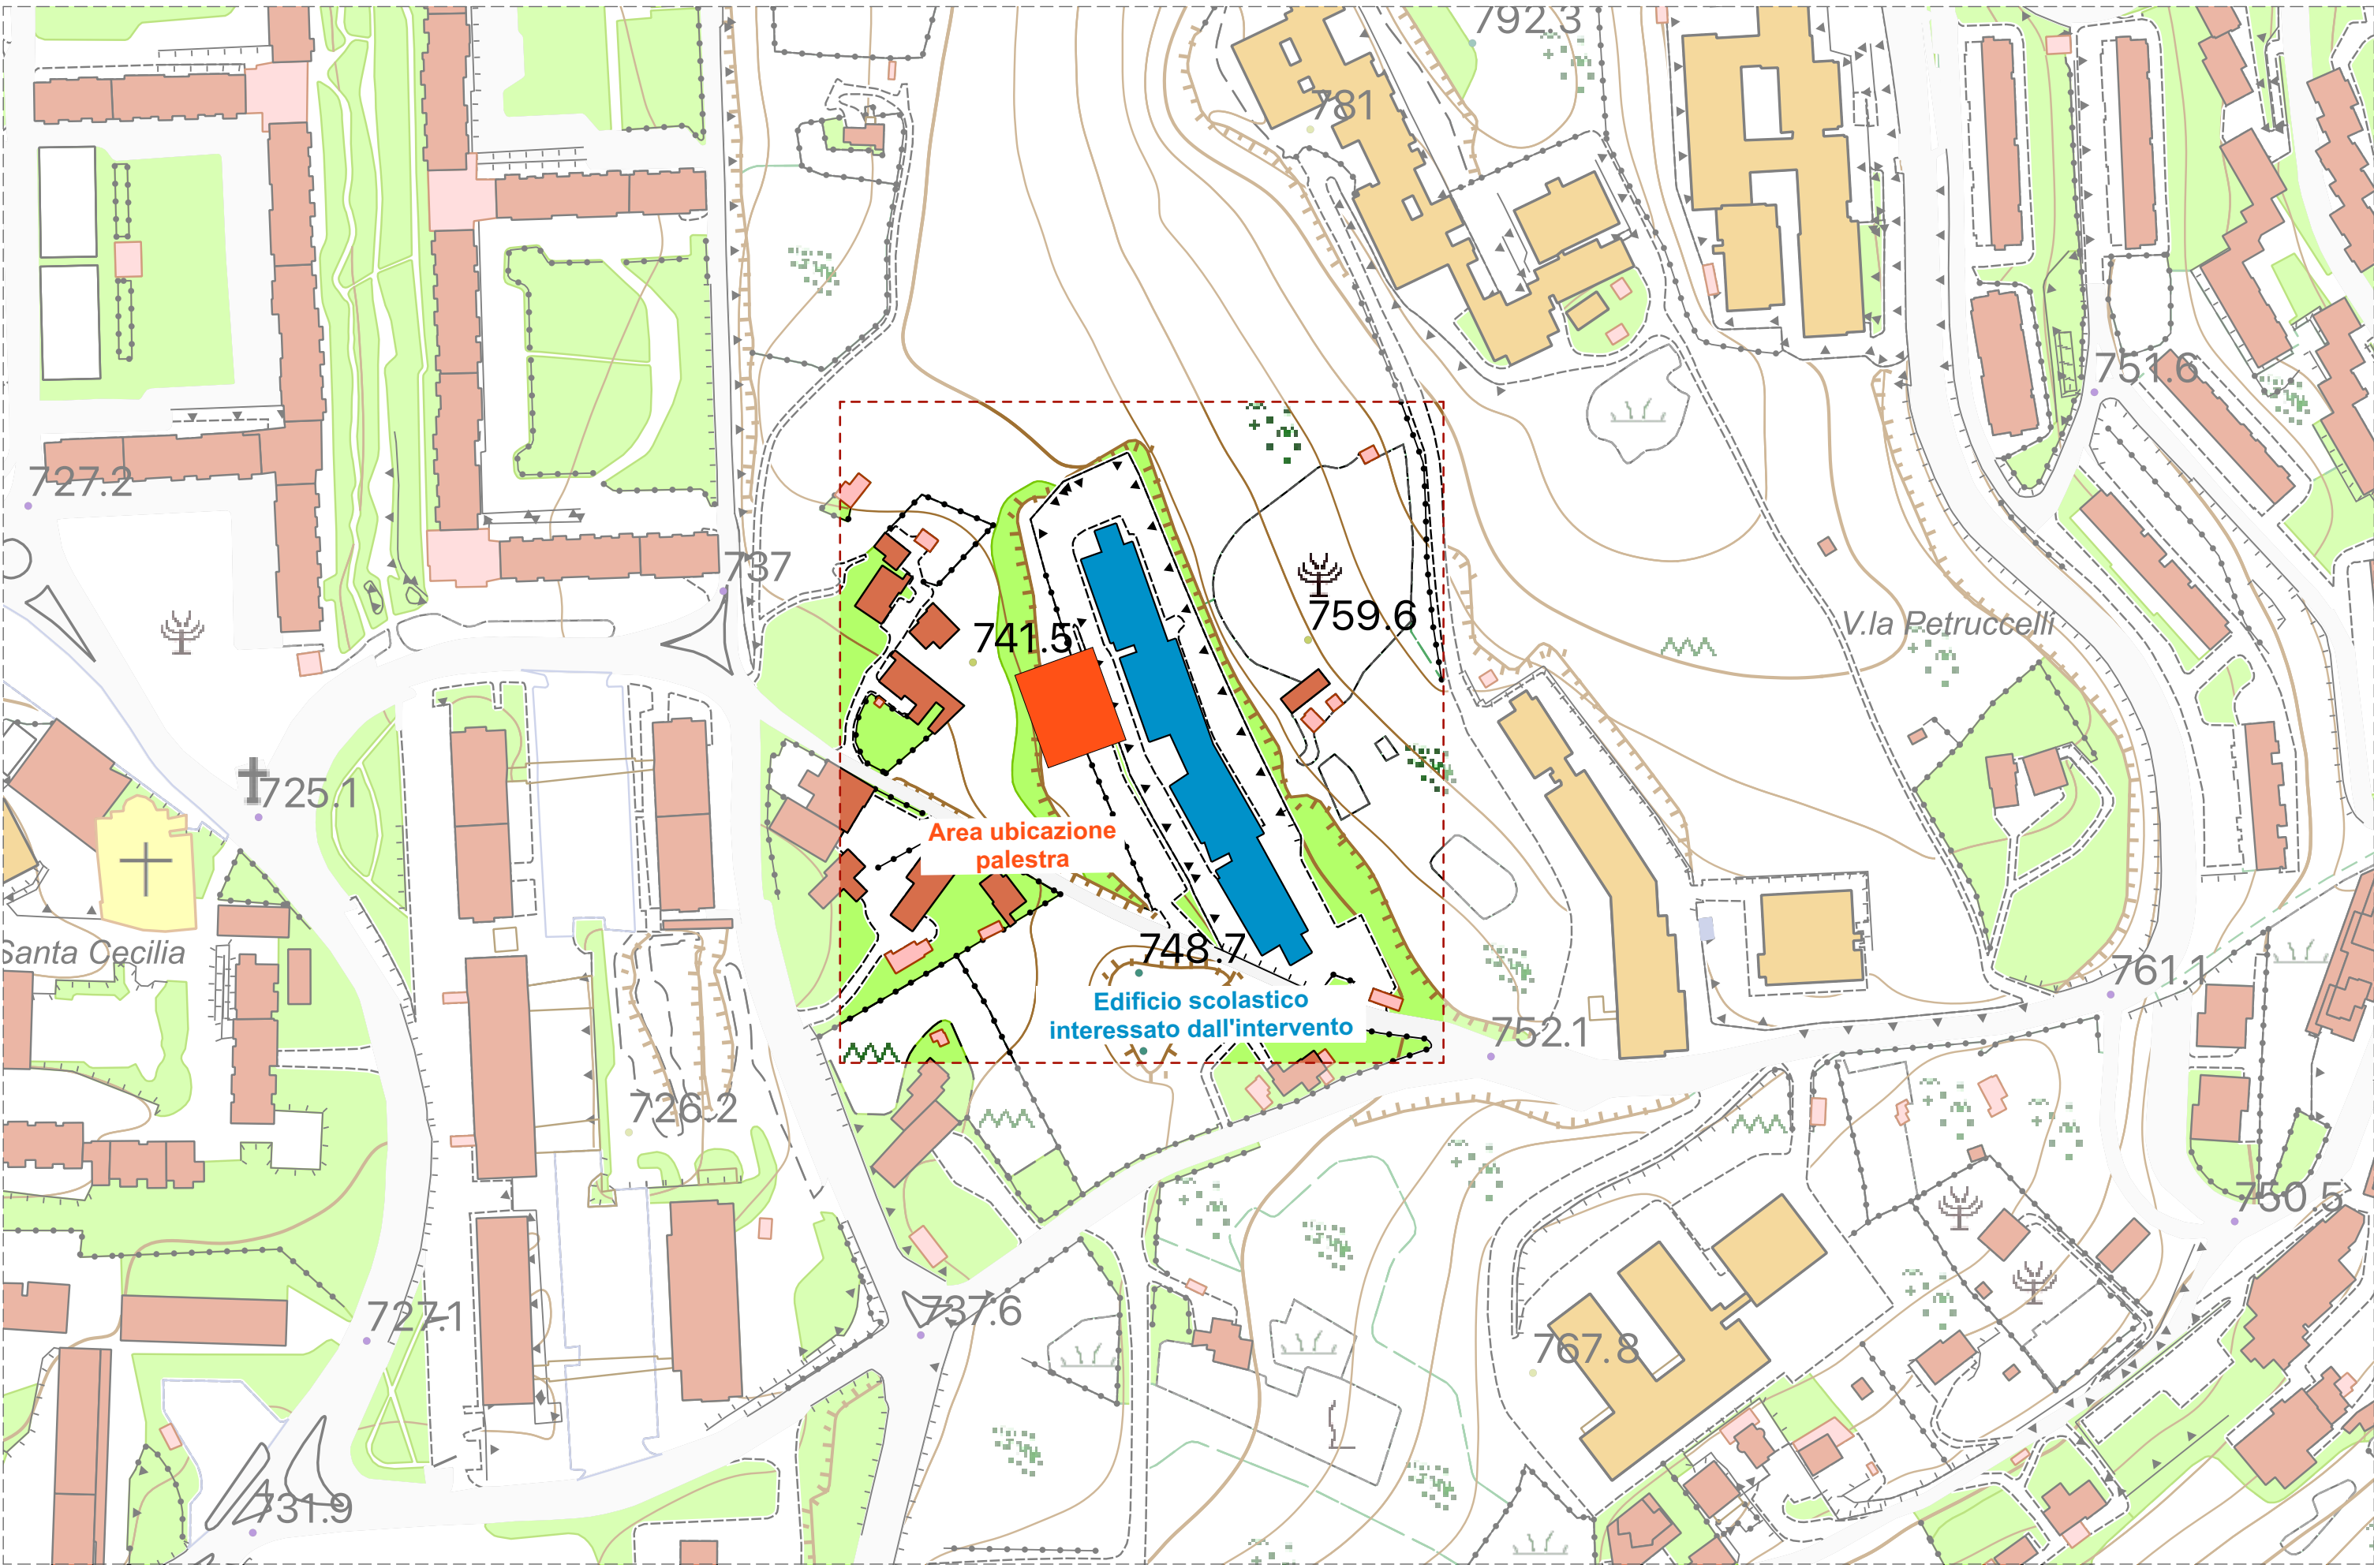 792.3
781
751.6
727.2
737
759.6
V.la Petruccelli
741.5
725.1
Area ubicazione
palestra
748.7
Santa Cecilia
761.1
Edificio scolastico
interessato dall'intervento
752.1
726.2
750.5
737.6
727.1
767.8
731.9